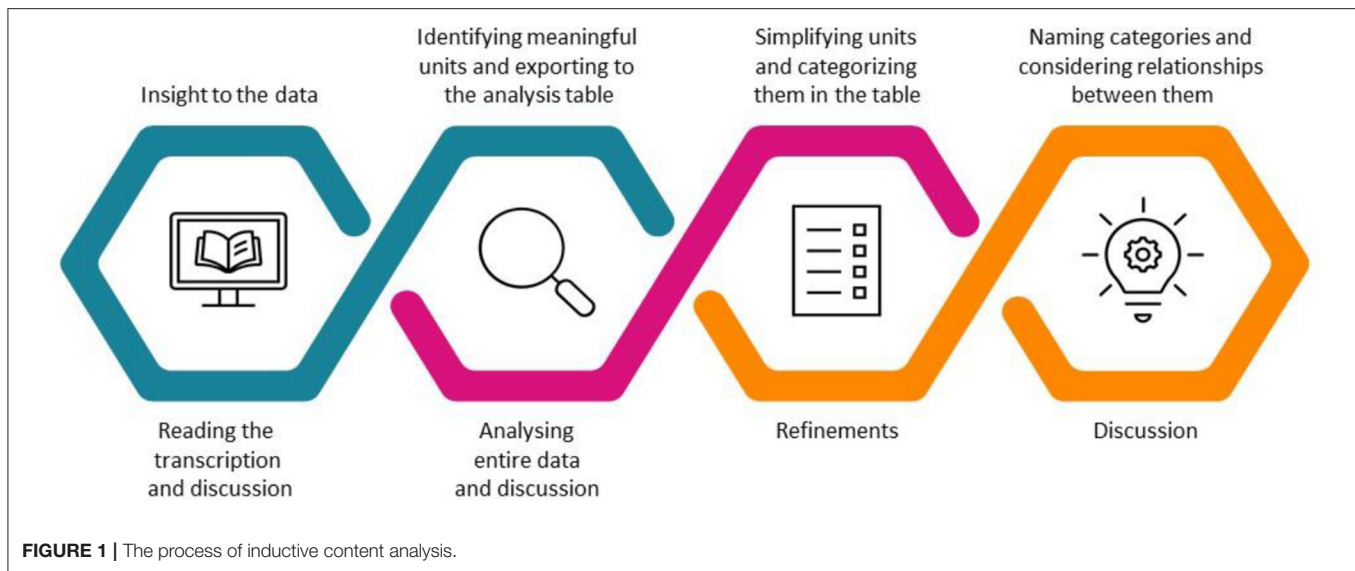 Insight to the data
Identifying meaningful
units and exporting to
the analysis table
Simplifying units
and categorizing
them in the table
Naming categories and
considering relationships
between them
Reading the
transcription
and discussion
Analysing
entire data
and discussion
Refinements
Discussion
FIGURE 1 | The process of inductive content analysis.